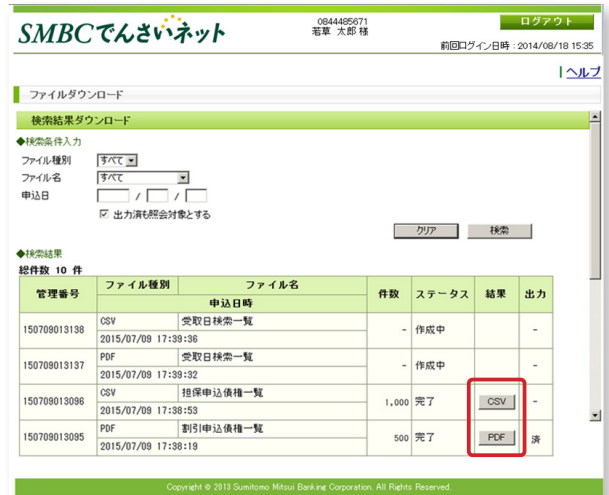 SMBCでんさいネット
0844485671
若草 太郎 様
ログアウト
前回ログイン日時：2014/08/18 15:35
|ヘルプ
ファイルダウンロード
検索結果ダウンロード
◆検索条件入力
ファイル種別 すべて
ファイル名 すべて
申込日 / /
出力済も照会対象とする
クリア 検索
◆検索結果
総件数 10 件
管理番号 ファイル種別 ファイル名 件数 ステータス 結果 出力
申込日時
150709013138 CSV 受取日検索一覧 - 作成中 -
2015/07/09 17:39:36
150709013137 PDF 受取日検索一覧 - 作成中 -
2015/07/09 17:39:32
150709013096 CSV 担保申込債権一覧 1,000 完了 CSV -
2015/07/09 17:38:53
150709013095 PDF 割引申込債権一覧 500 完了 PDF 済
2015/07/09 17:38:19
Copyright © 2013 Sumitomo Mitsui Banking Corporation. All Rights Reserved.